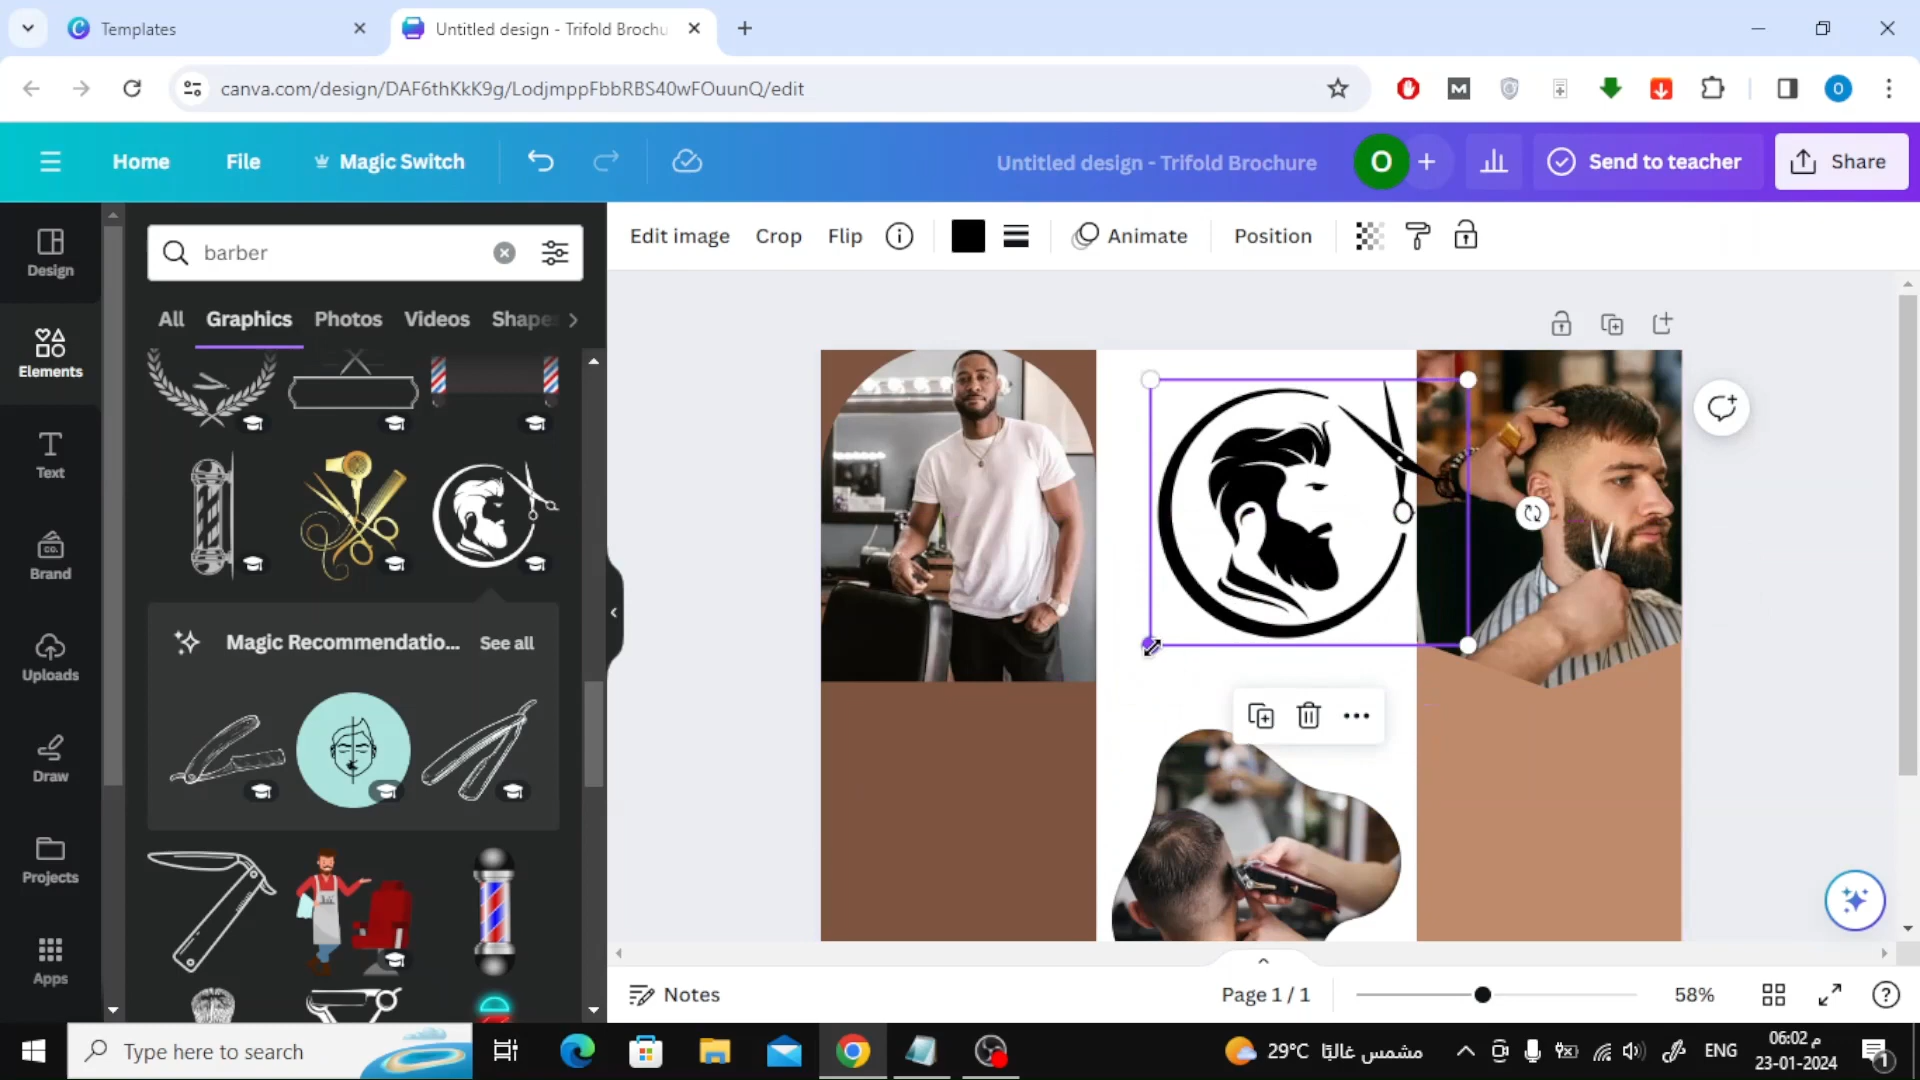 Templates
Untitled design - Trifold Brochu
canva.com/design/DAF6thKkK9g/LodjmppFbbRBS40wFOuunQ/edit
Home
File
Magic Switch
Untitled design - Trifold Brochure
O
Send to teacher
Share
Design
Elements
Text
Brand
Uploads
Draw
Projects
Apps
barber
All
Graphics
Photos
Videos
Shapes
Magic Recommendatio...
See all
Edit image
Crop
Flip
Animate
Position
Notes
Page 1 / 1
58%
Type here to search
29°C
مشمس غالبًا
ENG
06:02 م
23-01-2024
1